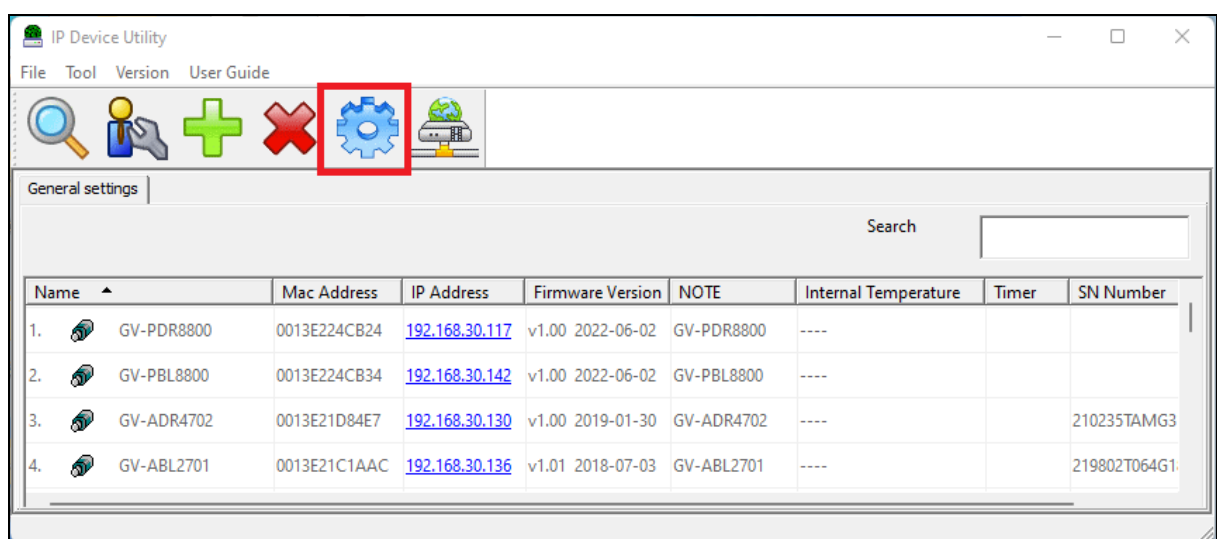 IP Device Utility
File Tool Version User Guide
General settings
Search
Name Mac Address IP Address Firmware Version NOTE Internal Temperature Timer SN Number
1. GV-PDR8800 0013E224CB24 192.168.30.117 v1.00 2022-06-02 GV-PDR8800 ----
2. GV-PBL8800 0013E224CB34 192.168.30.142 v1.00 2022-06-02 GV-PBL8800 ----
3. GV-ADR4702 0013E21D84E7 192.168.30.130 v1.00 2019-01-30 GV-ADR4702 ---- 210235TAMG3
4. GV-ABL2701 0013E21C1AAC 192.168.30.136 v1.01 2018-07-03 GV-ABL2701 ---- 219802T064G1